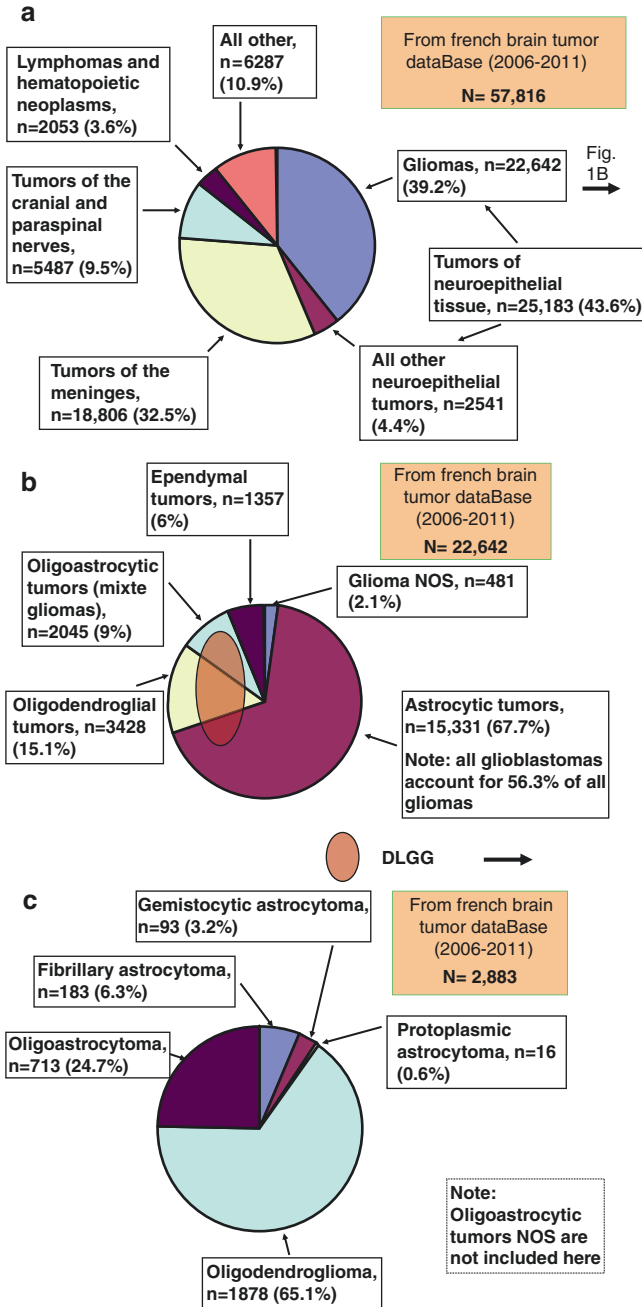 a
All other,
n=6287
(10.9%)
From french brain tumor
dataBase (2006-2011)
N= 57,816
Lymphomas and
hematopoietic
neoplasms,
n=2053 (3.6%)
Gliomas, n=22,642
(39.2%)
Fig.
1B
Tumors of the
cranial and
paraspinal
nerves,
n=5487 (9.5%)
Tumors of
neuroepithelial
tissue, n=25,183 (43.6%)
Tumors of the
meninges,
n=18,806 (32.5%)
All other
neuroepithelial
tumors, n=2541
(4.4%)
b
Ependymal
tumors, n=1357
(6%)
From french brain
tumor dataBase
(2006-2011)
N= 22,642
Oligoastrocytic
tumors (mixte
gliomas),
n=2045 (9%)
Glioma NOS, n=481
(2.1%)
Oligodendroglial
tumors, n=3428
(15.1%)
Astrocytic tumors,
n=15,331 (67.7%)
Note: all glioblastomas
account for 56.3% of all
gliomas
DLGG
c
Gemistocytic astrocytoma,
n=93 (3.2%)
From french brain
tumor dataBase
(2006-2011)
N= 2,883
Fibrillary astrocytoma,
n=183 (6.3%)
Oligoastrocytoma,
n=713 (24.7%)
Protoplasmic
astrocytoma, n=16
(0.6%)
Note:
Oligoastrocytic
tumors NOS are
not included here
Oligodendroglioma,
n=1878 (65.1%)